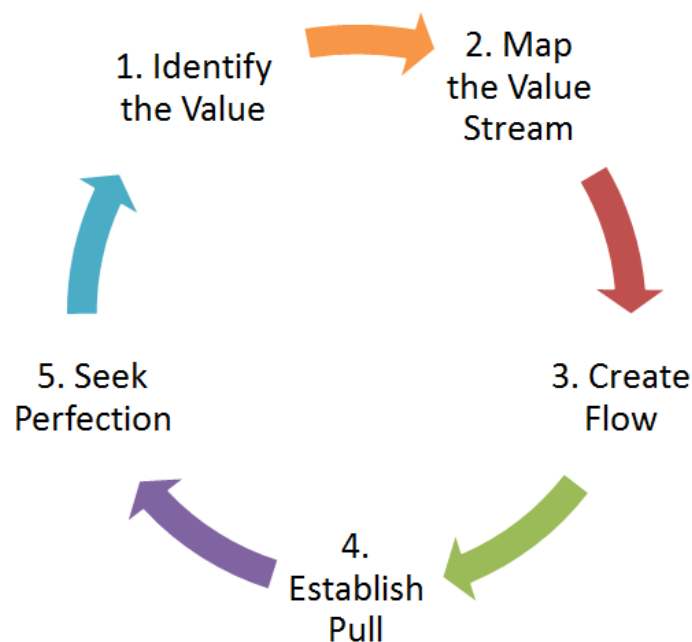 1. Identify
the Value
2. Map
the Value
Stream
3. Create
Flow
4.
Establish
Pull
5. Seek
Perfection